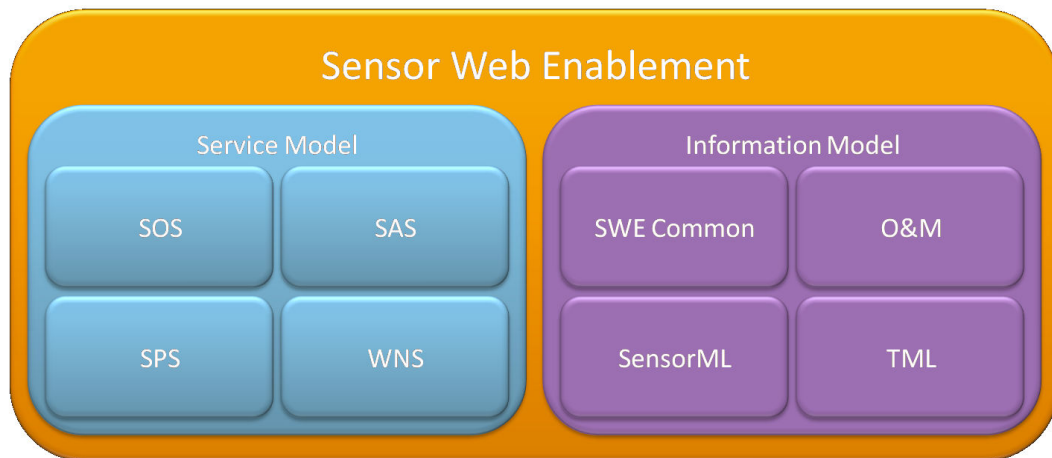 Sensor Web Enablement
Service Model
SOS
SAS
SPS
WNS
Information Model
SWE Common
O&M
SensorML
TML